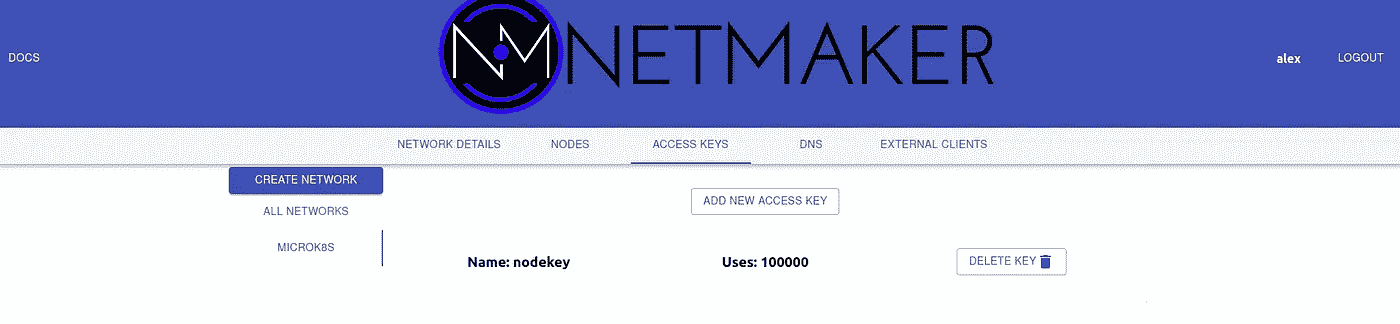 DOCS
NM NETMAKER
alex
LOGOUT
NETWORK DETAILS NODES ACCESS KEYS DNS EXTERNAL CLIENTS
CREATE NETWORK
ALL NETWORKS
MICROK8S
ADD NEW ACCESS KEY
Name: nodekey Uses: 100000 DELETE KEY